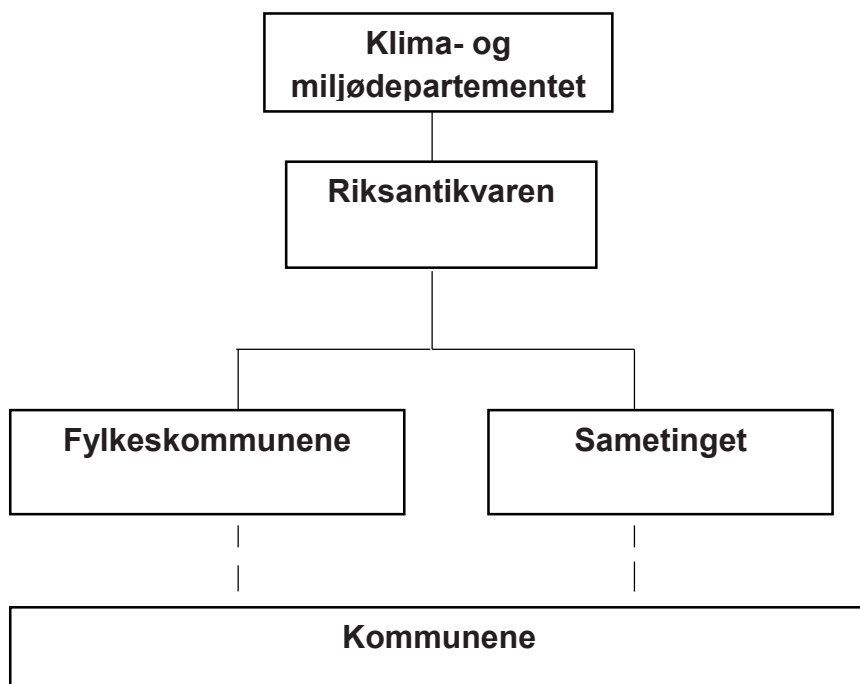 Klima- og
miljødepartementet
Riksantikvaren
Fylkeskommunene
Sametinget
Kommunene